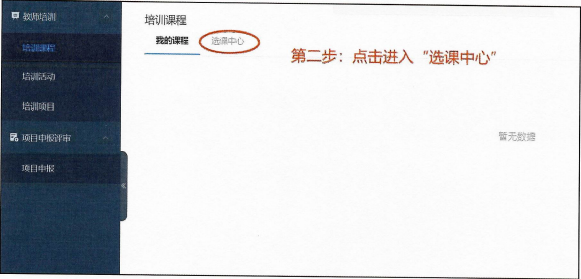 教师培训
培训课程
培训活动
培训项目
项目申报评审
项目申报
培训课程
我的课程 选课中心
第二步：点击进入“选课中心”
暂无数据